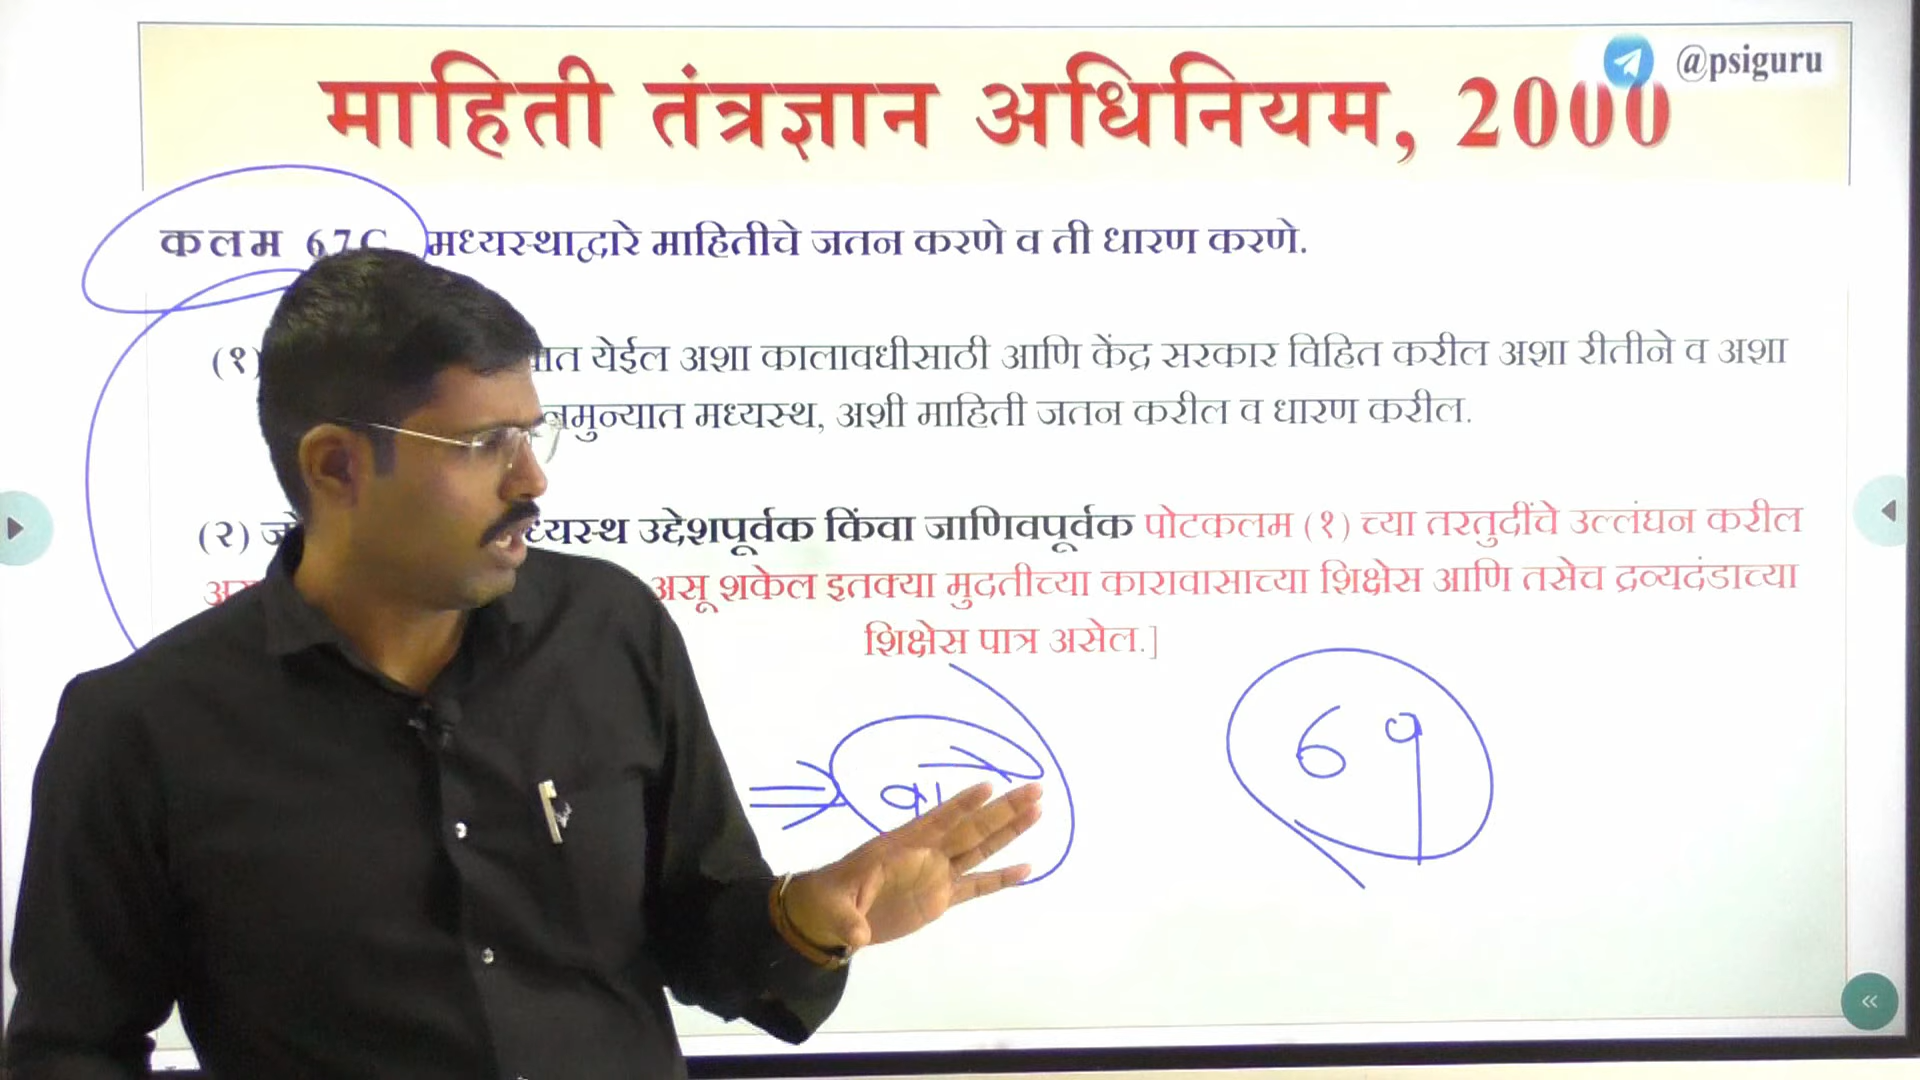 @psiguru
माहिती तंत्रज्ञान अधिनियम, 2000
कलम 67C मध्यस्थाद्वारे माहितीचे जतन करणे व ती धारण करणे.
(१) येईल अशा कालावधीसाठी आणि केंद्र सरकार विहित करील अशा रीतीने व अशा
मध्यस्थ, अशी माहिती जतन करील व धारण करील.
(२) उद्देशपूर्वक किंवा जाणिवपूर्वक पोटकलम (१) च्या तरतुदींचे उल्लंघन करील
असू शकेल इतक्या मुदतीच्या कारावासाच्या शिक्षेस आणि तसेच द्रव्यदंडाच्या
शिक्षेस पात्र असेल.]
69